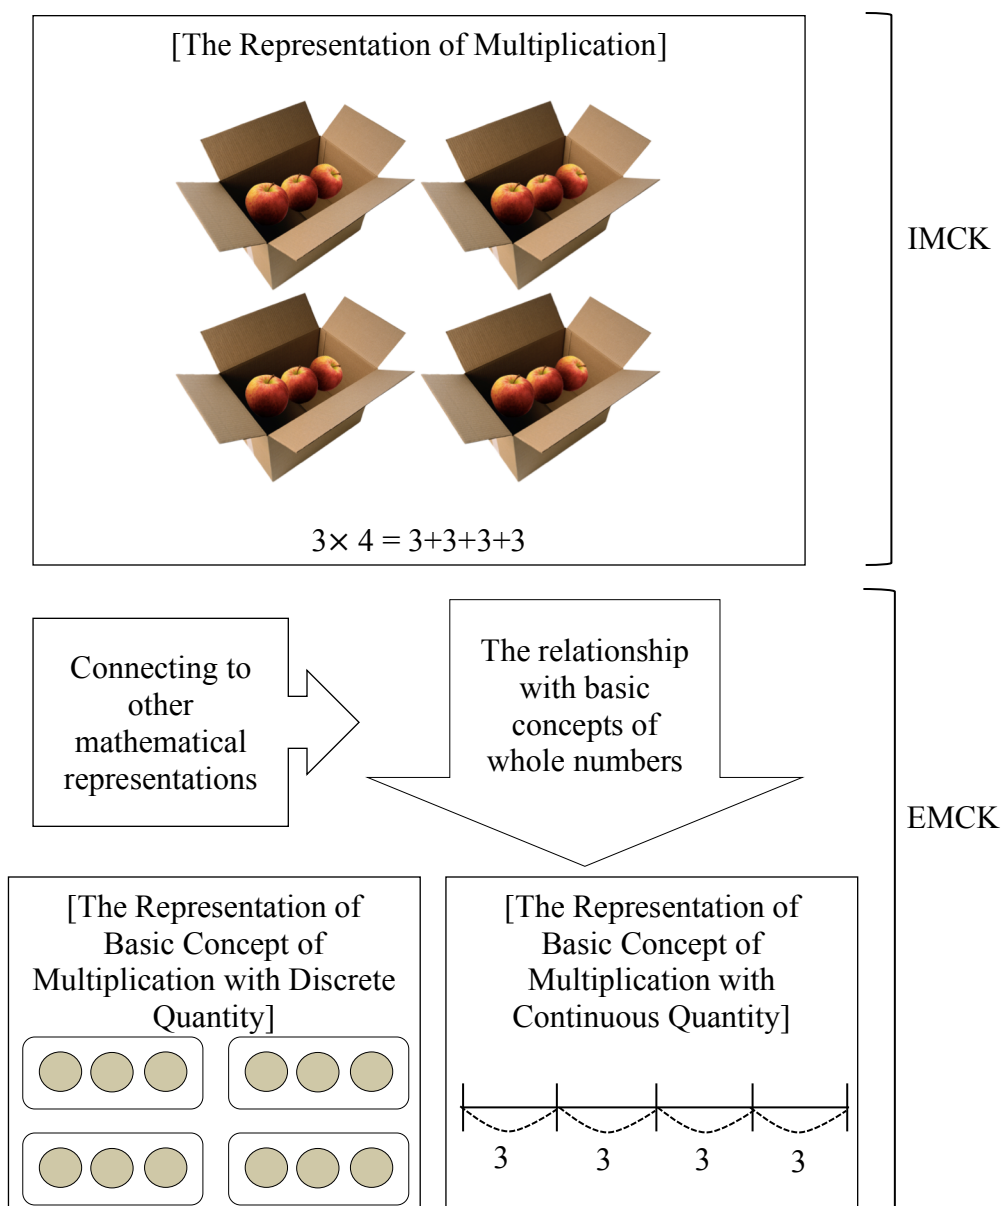 [The Representation of Multiplication]
3× 4 = 3+3+3+3
IMCK
Connecting to
other
mathematical
representations
The relationship
with basic
concepts of
whole numbers
EMCK
[The Representation of
Basic Concept of
Multiplication with Discrete
Quantity]
[The Representation of
Basic Concept of
Multiplication with
Continuous Quantity]
3 3 3 3